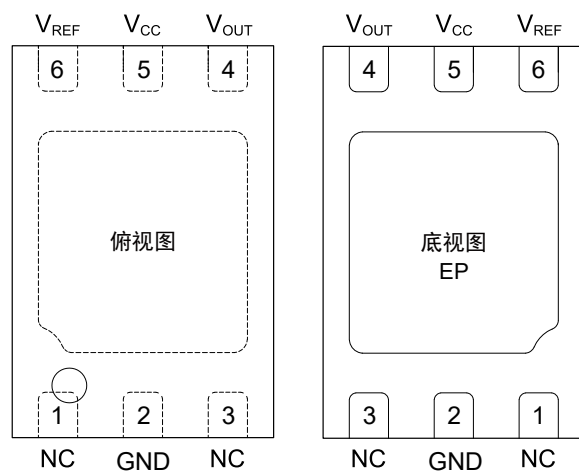 VREF VCC VOUT
6 5 4
俯视图
1 2 3
NC GND NC
VOUT VCC VREF
4 5 6
底视图
EP
3 2 1
NC GND NC